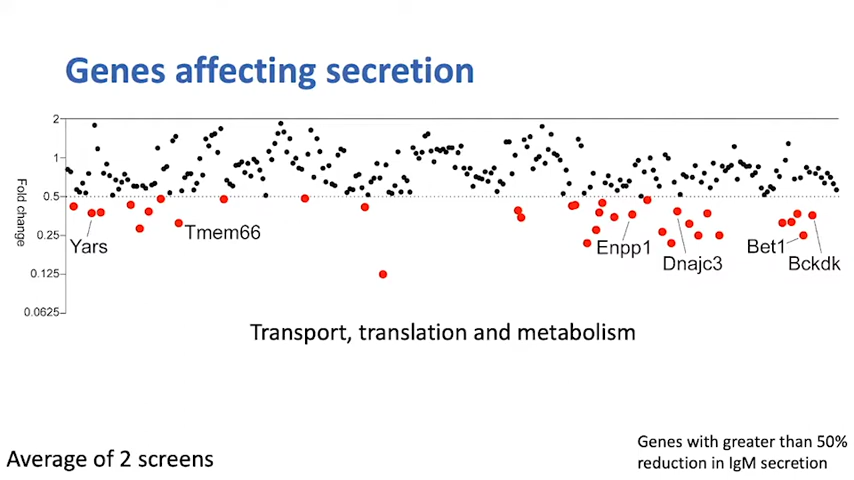 Genes affecting secretion
2
1
0.5
0.25
0.125
0.0625
Fold change
Yars
Tmem66
Enpp1
Dnajc3
Bet1
Bckdk
Transport, translation and metabolism
Average of 2 screens
Genes with greater than 50%
reduction in IgM secretion